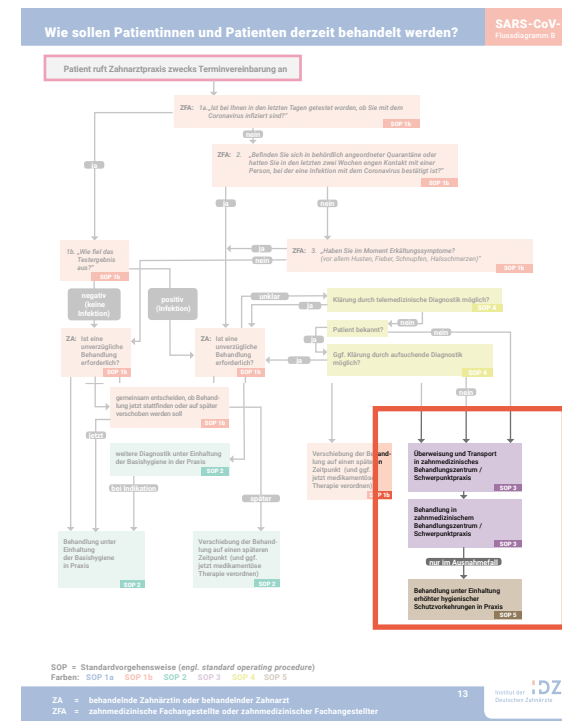 Wie sollen Patientinnen und Patienten derzeit behandelt werden?
SARS-CoV-
Flussdiagramm B
Patient ruft Zahnarztpraxis zwecks Terminvereinbarung an
ZFA: 1a „Ist bei Ihnen in den letzten Tagen getestet worden, ob Sie mit dem
Coronavirus infiziert sind?“
SOP 1b
nein
ZFA: 2. „Befinden Sie sich in behördlich angeordneter Quarantäne oder
hatten Sie in den letzten zwei Wochen engen Kontakt mit einer
Person, bei der eine Infektion mit dem Coronavirus bestätigt ist?“
SOP 1b
ja
ja
nein
ZFA: 3. „Haben Sie im Moment Erkältungssymptome?
(vor allem Husten, Fieber, Schnupfen, Halsschmerzen)“
SOP 1b
ja
nein
1b. „Wie fiel das
Testergebnis
aus?“
SOP 1b
negativ
(keine
Infektion)
positiv
(Infektion)
unklar
ja
Klärung durch telemedizinische Diagnostik
möglich?
SOP 4
nein
Patient bekannt?
nein
ja
Ggf. Klärung durch aufsuchende Diagnostik
möglich?
SOP 4
ja
nein
ZFA: Ist eine
unverzügliche
Behandlung
erforderlich?
SOP 1b
ZFA: Ist eine
unverzügliche
Behandlung
erforderlich?
SOP 1b
gemeinsam entscheiden, ob Behandlung
jetzt stattfinden oder auf später
verschoben werden soll
SOP 1b
jetzt
weitere Diagnostik unter Einhaltung
der Basishygiene in der Praxis
SOP 2
bei Indikation
später
Verschiebung der Behand-
lung auf einen späteren
Zeitpunkt (und ggf.
jetzt medikamentöse
Therapie verordnen)
SOP 1b
Überweisung und Transport
in zahnmedizinisches
Behandlungszentrum /
Schwerpunktpraxis
SOP 3
Behandlung in
zahnmedizinischem
Behandlungszentrum /
Schwerpunktpraxis
SOP 3
nur im Ausnahmefall
Behandlung unter Einhaltung
erhöhter hygienischer
Schutzvorkehrungen in Praxis
SOP 5
Behandlung unter
Einhaltung
der Basishygiene
in Praxis
SOP 2
Verschiebung der Behand-
lung auf einen späteren
Zeitpunkt (und ggf.
jetzt medikamentöse
Therapie verordnen)
SOP 2
SOP = Standardvorgehensweise (engl. standard operating procedure)
Farben: SOP 1a SOP 1b SOP 2 SOP 3 SOP 4 SOP 5
ZA = behandelnde Zahnärztin oder behandelnder Zahnarzt
ZFA = zahnmedizinische Fachangestellte oder zahnmedizinischer Fachangestellter
13
Institut der
Deutschen Zahnärzte
IDZ